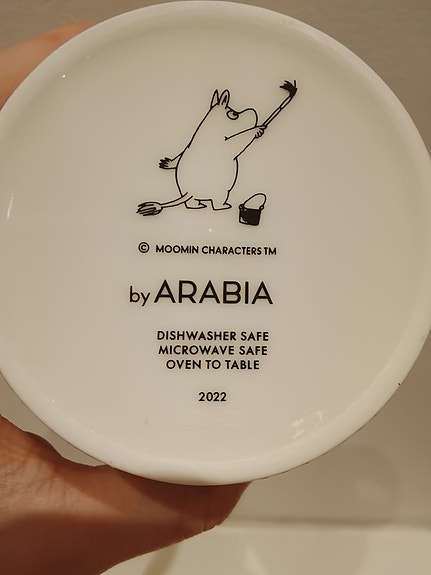 © MOOMIN CHARACTERS TM
by ARABIA
DISHWASHER SAFE
MICROWAVE SAFE
OVEN TO TABLE
2022